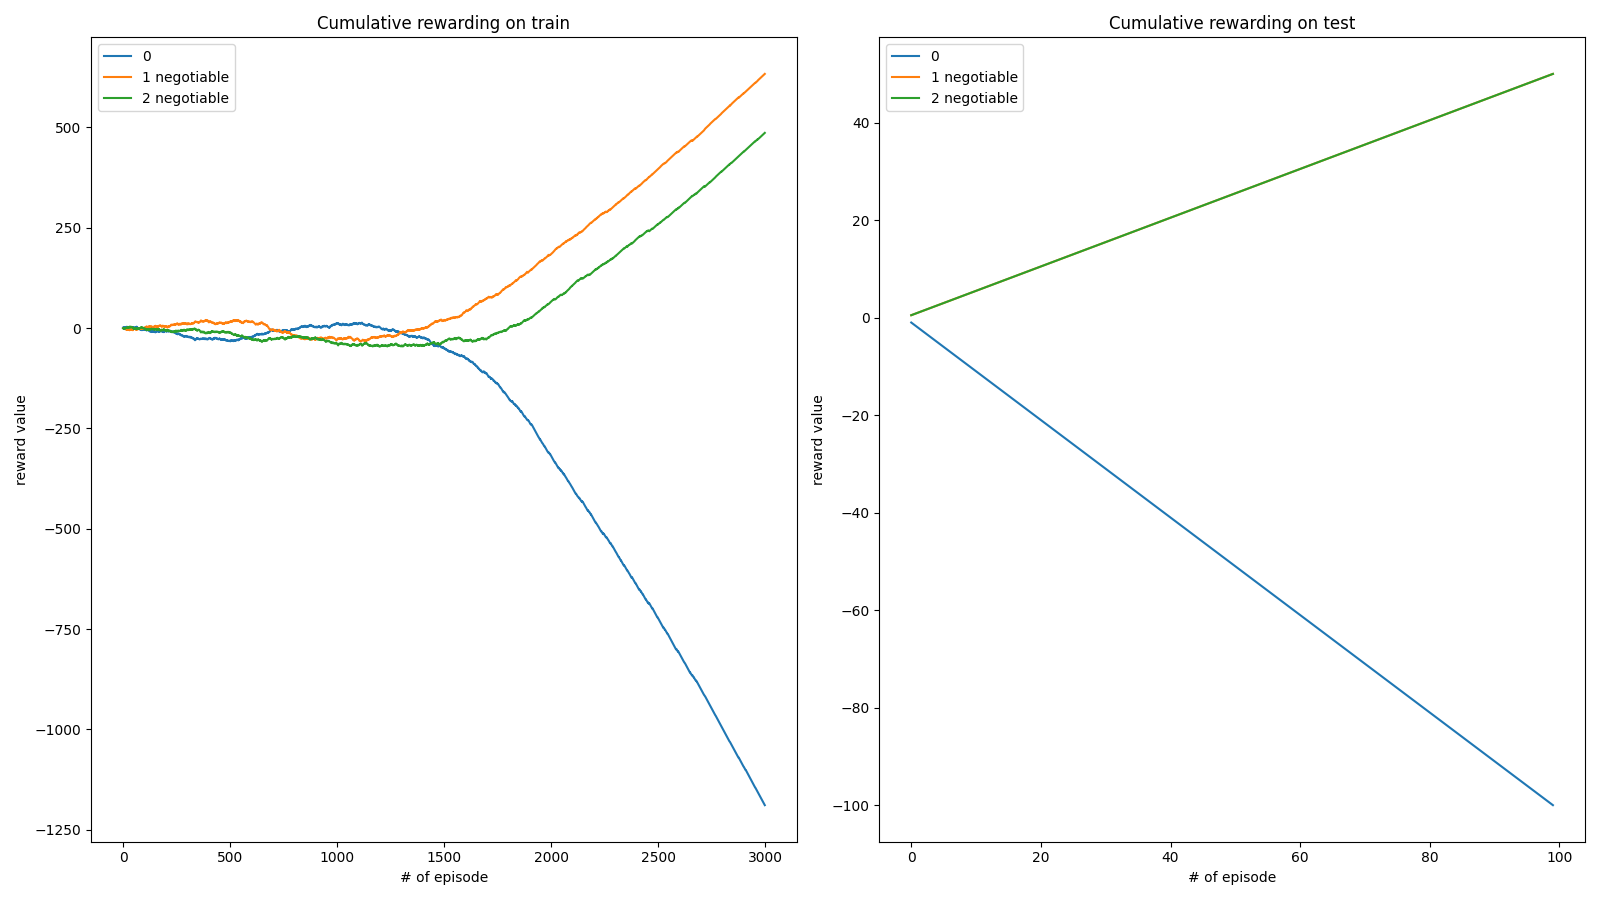 Cumulative rewarding on train
0
1 negotiable
2 negotiable
500
250
0
−250
−500
−750
−1000
−1250
reward value
0 500 1000 1500 2000 2500 3000
# of episode
Cumulative rewarding on test
0
1 negotiable
2 negotiable
40
20
0
−20
−40
−60
−80
−100
reward value
0 20 40 60 80 100
# of episode